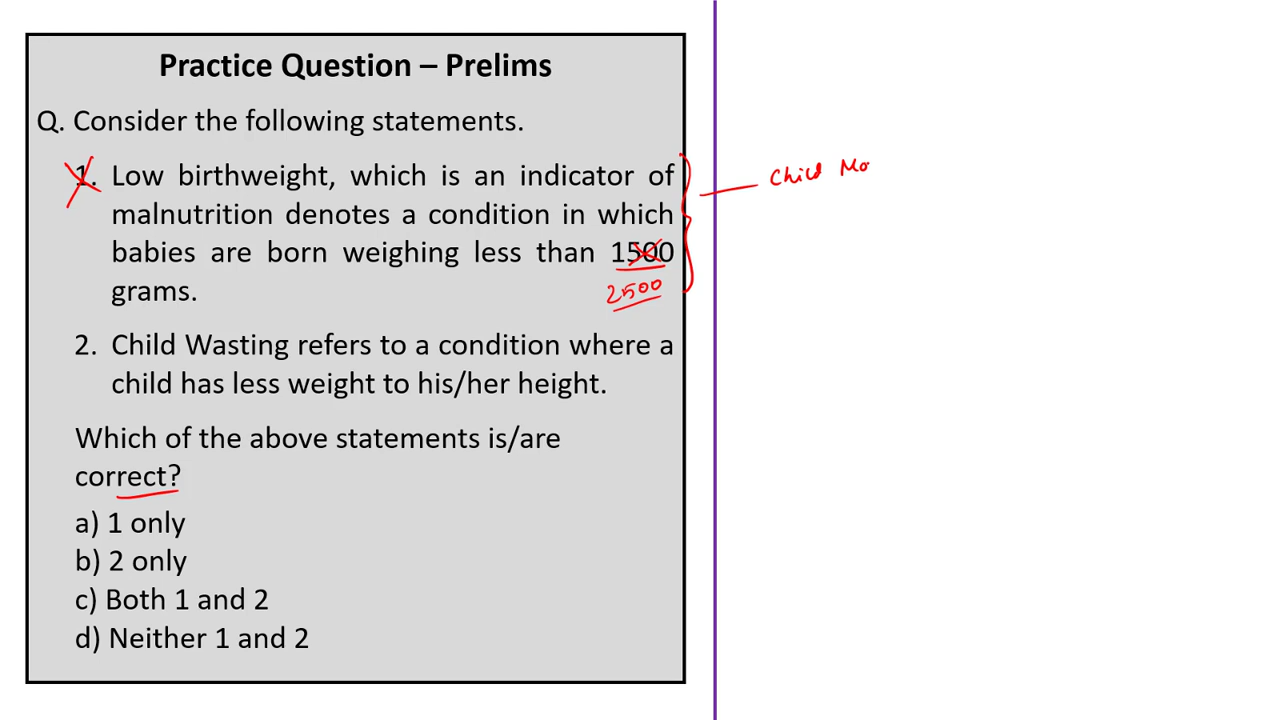 Practice Question – Prelims
Q. Consider the following statements.
1. Low birthweight, which is an indicator of
malnutrition denotes a condition in which
babies are born weighing less than 1500
grams.
2500
Child Mo
2. Child Wasting refers to a condition where a
child has less weight to his/her height.
Which of the above statements is/are
correct?
a) 1 only
b) 2 only
c) Both 1 and 2
d) Neither 1 and 2